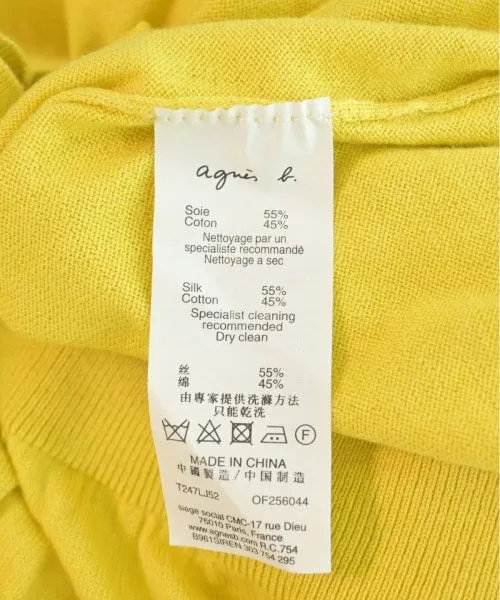 agnès b.
Soie 55%
Coton 45%
Nettoyage par un
specialiste recommandé
Nettoyage a sec
Silk 55%
Cotton 45%
Specialist cleaning
recommended
Dry clean
丝 55%
绵 45%
由專家提供洗滌方式
只能乾洗
F
MADE IN CHINA
中國製造/中国制造
T247LJ52 OF256044
siege social CMC-17 rue Dieu
75010 Paris France
www.agnesb.com R.C.754
B961SIREN 303 754 295